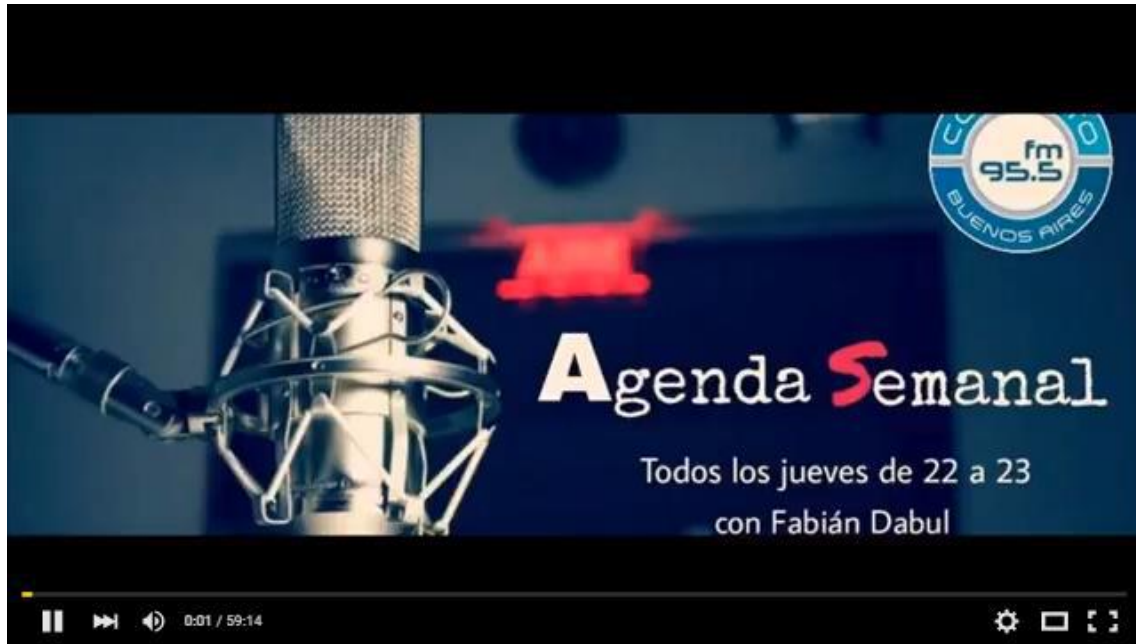 fm
95.5
BUENOS AIRES
Agenda Semanal
Todos los jueves de 22 a 23
con Fabián Dabul
0:01 / 59:14